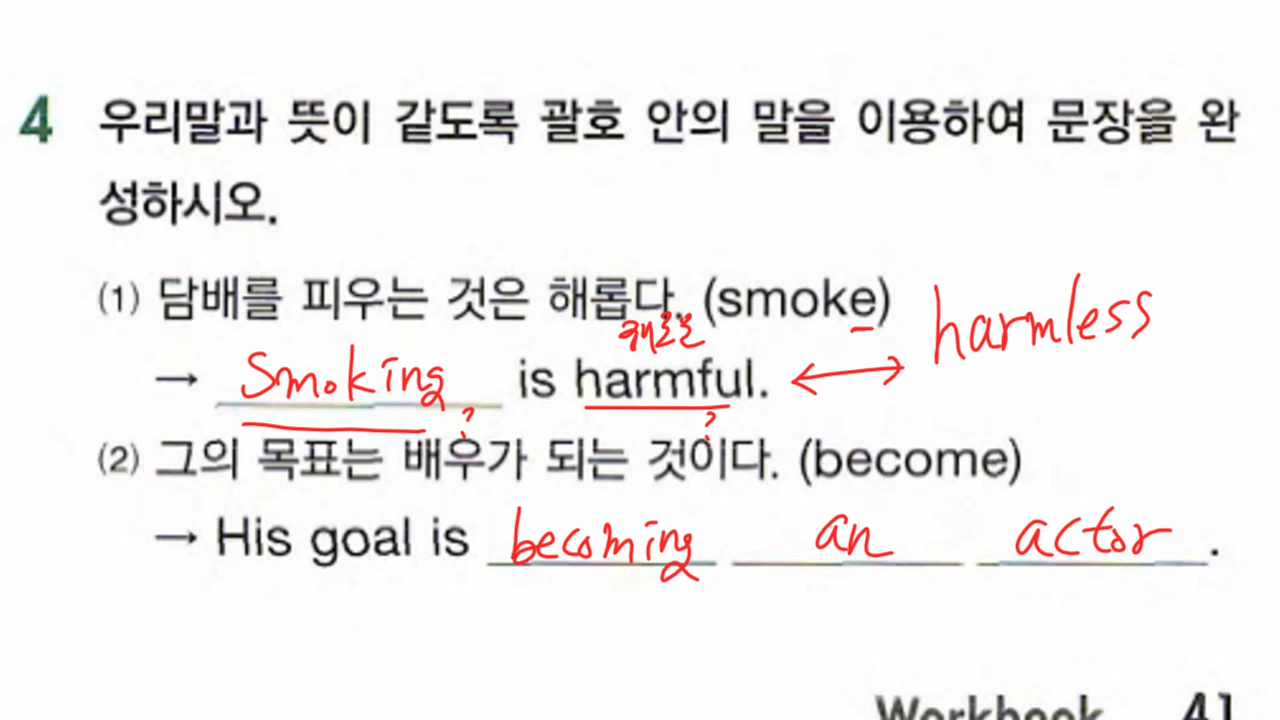 4 우리말과 뜻이 같도록 괄호 안의 말을 이용하여 문장을 완
성하시오.
(1) 담배를 피우는 것은 해롭다. (smoke)
해로운
→ Smoking is harmful. ↔ harmless
? ?
(2) 그의 목표는 배우가 되는 것이다. (become)
→ His goal is becoming an actor.
Workbook 41